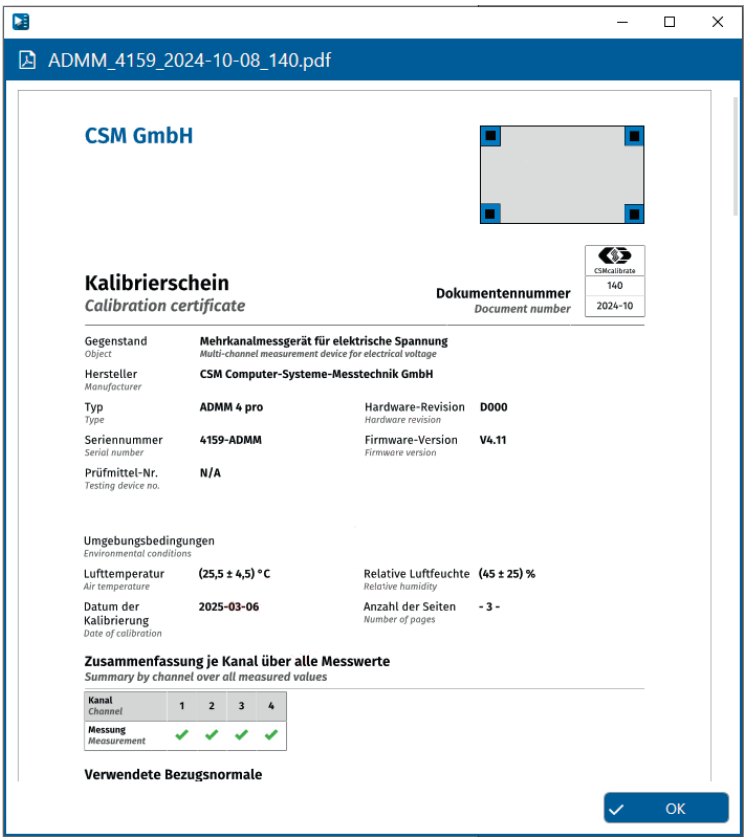 ADMM_4159_2024-10-08_140.pdf
CSM GmbH
CSMcalibrate
140
2024-10
Kalibrierschein
Calibration certificate
Dokumentennummer
Document number
Gegenstand
Object
Mehrkanalmessgerät für elektrische Spannung
Multi-channel measurement device for electrical voltage
Hersteller
Manufacturer
CSM Computer-Systeme-Messtechnik GmbH
Typ
Type
ADMM 4 pro
Hardware-Revision
Hardware revision
D000
Seriennummer
Serial number
4159-ADMM
Firmware-Version
Firmware version
V4.11
Prüfmittel-Nr.
Testing device no.
N/A
Umgebungsbedingungen
Environmental conditions
Lufttemperatur
Air temperature
(25,5 ± 4,5) °C
Relative Luftfeuchte
Relative humidity
(45 ± 25) %
Datum der
Kalibrierung
Date of calibration
2025-03-06
Anzahl der Seiten
Number of pages
- 3 -
Zusammenfassung je Kanal über alle Messwerte
Summary by channel over all measured values
Kanal
Channel
1 2 3 4
Messung
Measurement
Verwendete Bezugsnormale
OK